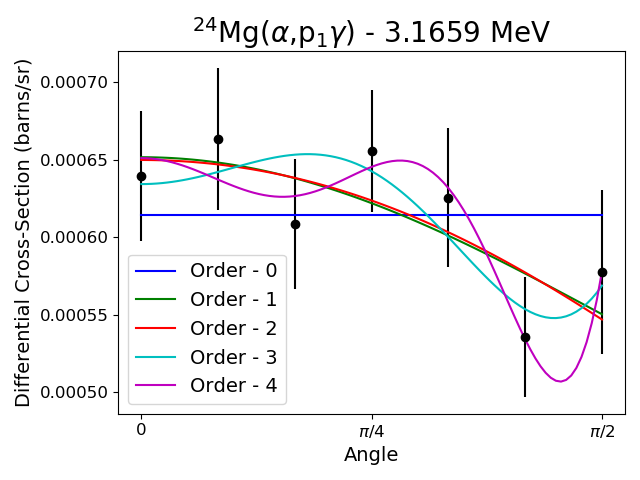 ²⁴Mg(α,p₁γ) - 3.1659 MeV
Differential Cross-Section (barns/sr)
0.00070
0.00065
0.00060
0.00055
0.00050
Order - 0
Order - 1
Order - 2
Order - 3
Order - 4
0
π/4
π/2
Angle